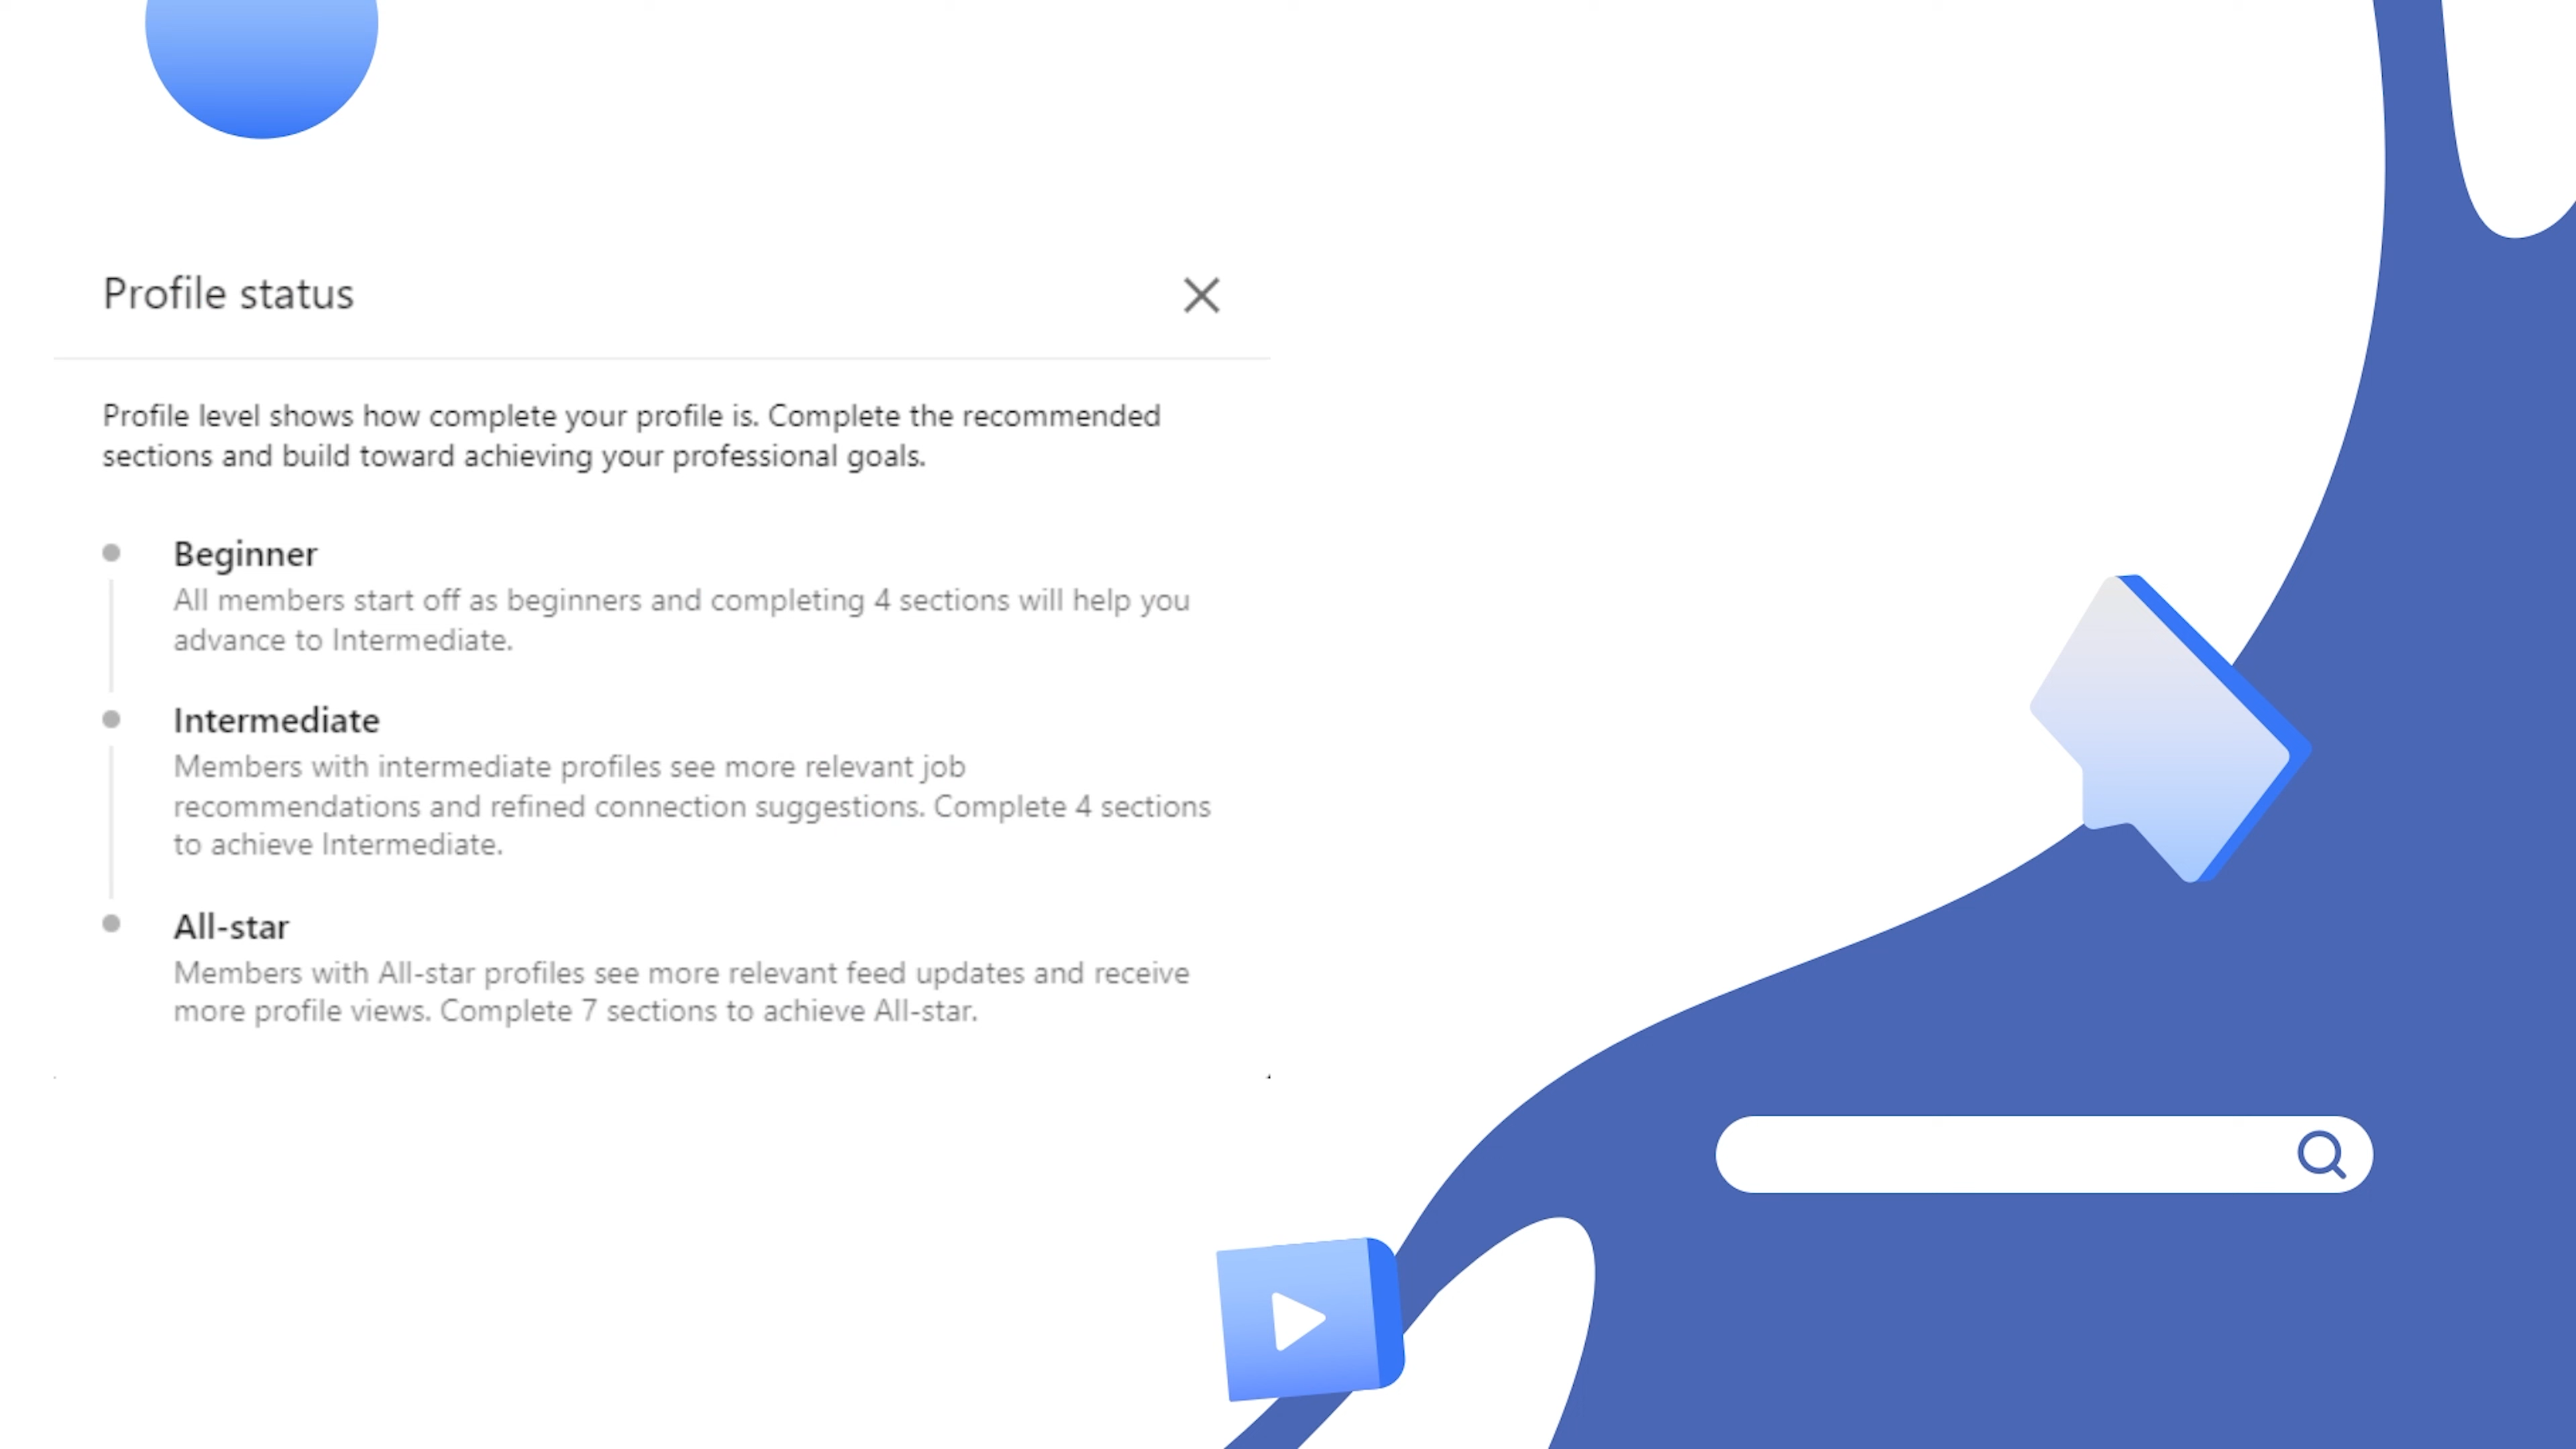 Profile status
Profile level shows how complete your profile is. Complete the recommended
sections and build toward achieving your professional goals.
Beginner
All members start off as beginners and completing 4 sections will help you
advance to Intermediate.
Intermediate
Members with intermediate profiles see more relevant job
recommendations and refined connection suggestions. Complete 4 sections
to achieve Intermediate.
All-star
Members with All-star profiles see more relevant feed updates and receive
more profile views. Complete 7 sections to achieve All-star.